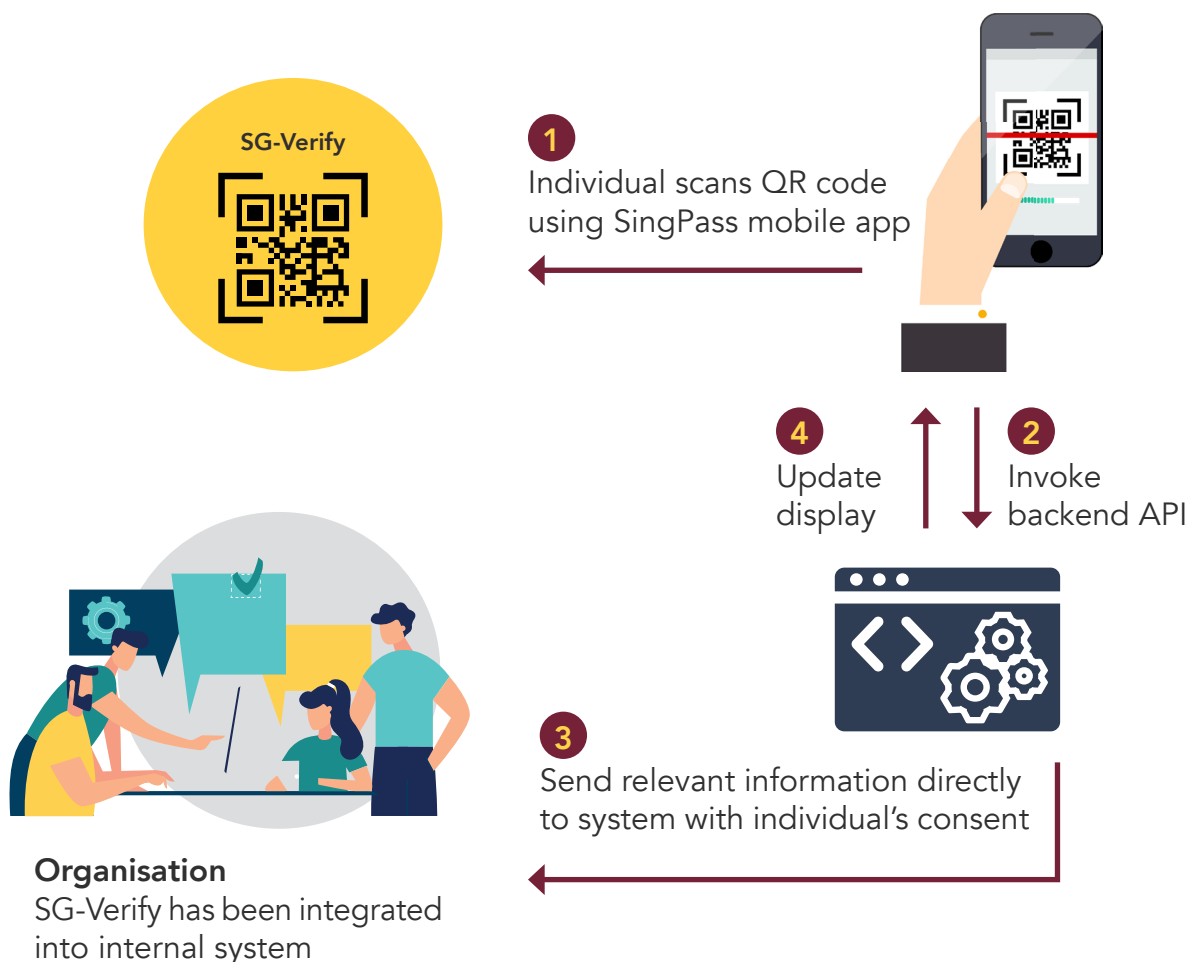 SG-Verify
1
Individual scans QR code
using SingPass mobile app
4
Update
display
2
Invoke
backend API
3
Send relevant information directly
to system with individual’s consent
Organisation
SG-Verify has been integrated
into internal system